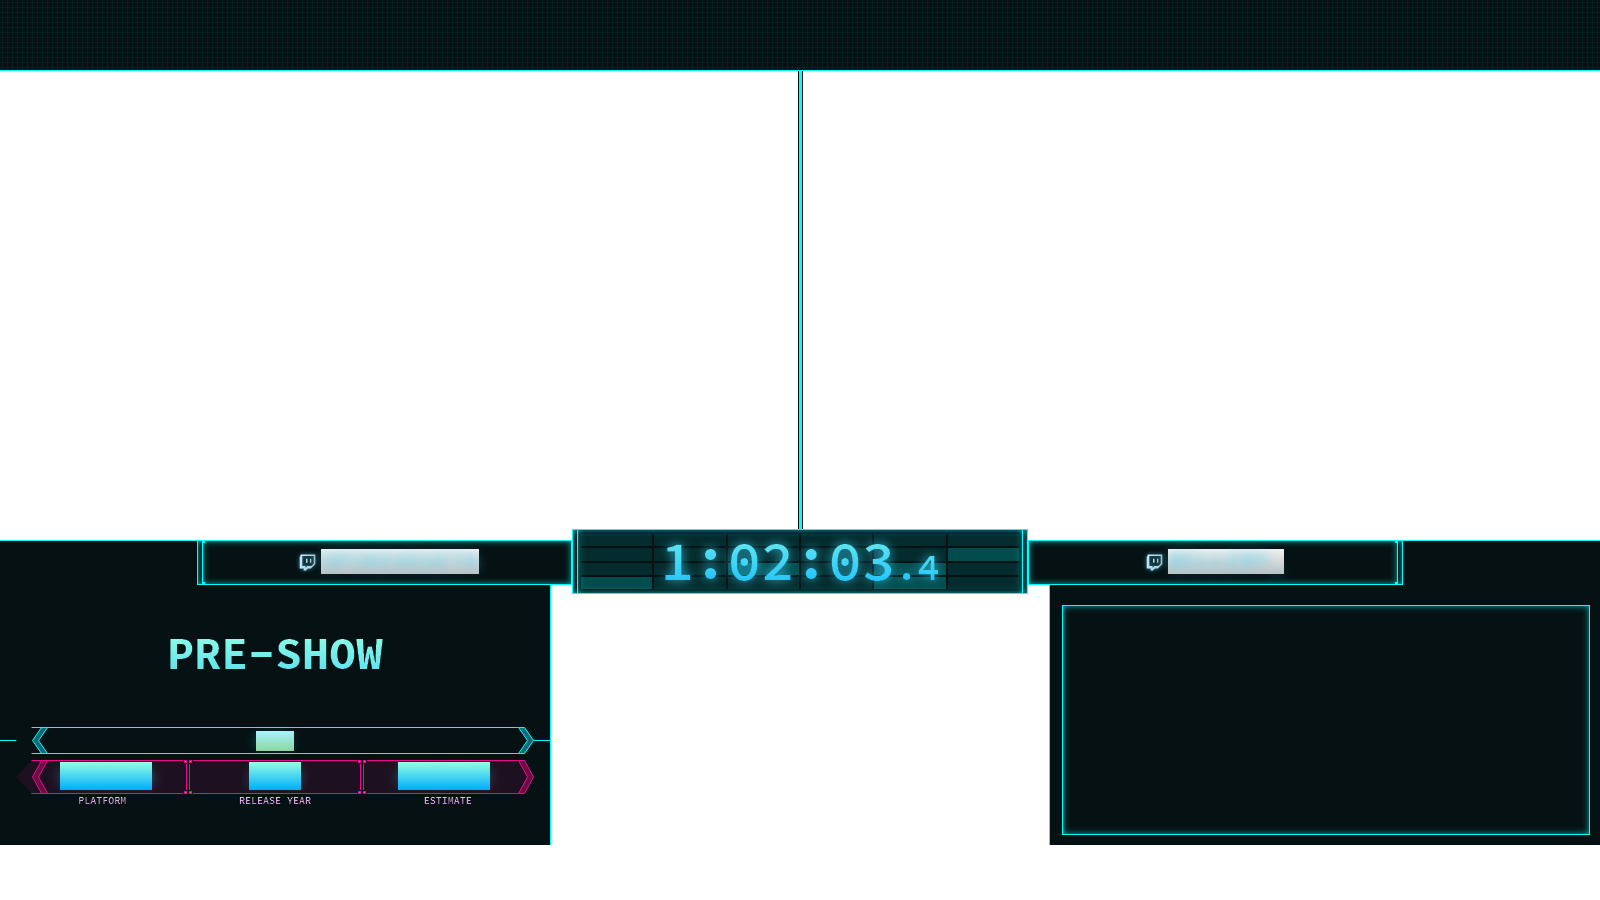 1:02:03.4
PRE-SHOW
PLATFORM
RELEASE YEAR
ESTIMATE